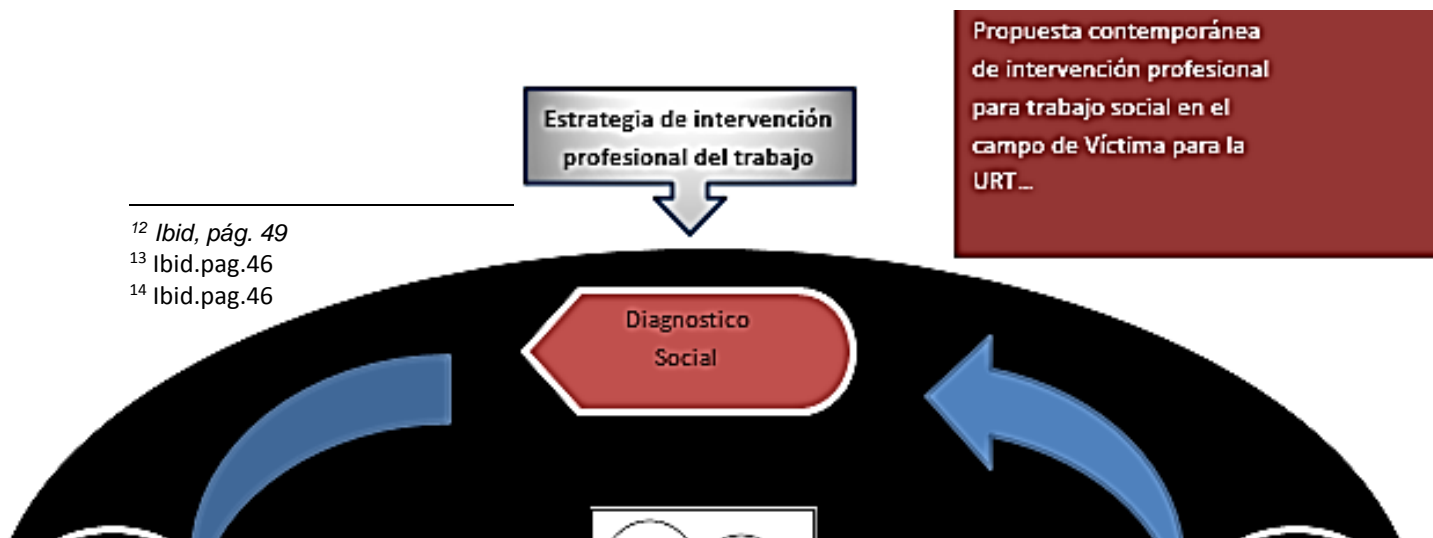 Propuesta contemporánea
de intervención profesional
para trabajo social en el
campo de Víctima para la
URT...
Estrategia de intervención
profesional del trabajo
12 Ibid, pág. 49
13 Ibid.pag.46
14 Ibid.pag.46
Diagnostico
Social